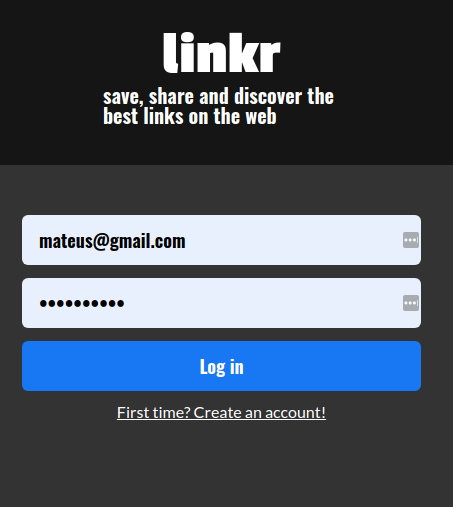 linkr
save, share and discover the
best links on the web
mateus@gmail.com
••••••••••
Log in
First time? Create an account!